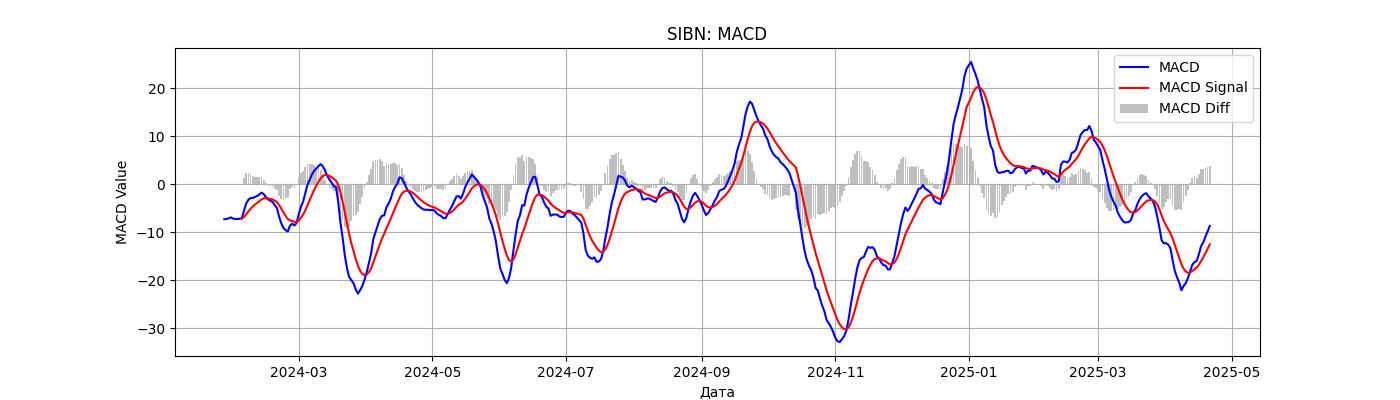 SIBN: MACD
MACD
MACD Signal
MACD Diff
MACD Value
20
10
0
−10
−20
−30
2024-03
2024-05
2024-07
2024-09
2024-11
2025-01
2025-03
2025-05
Дата